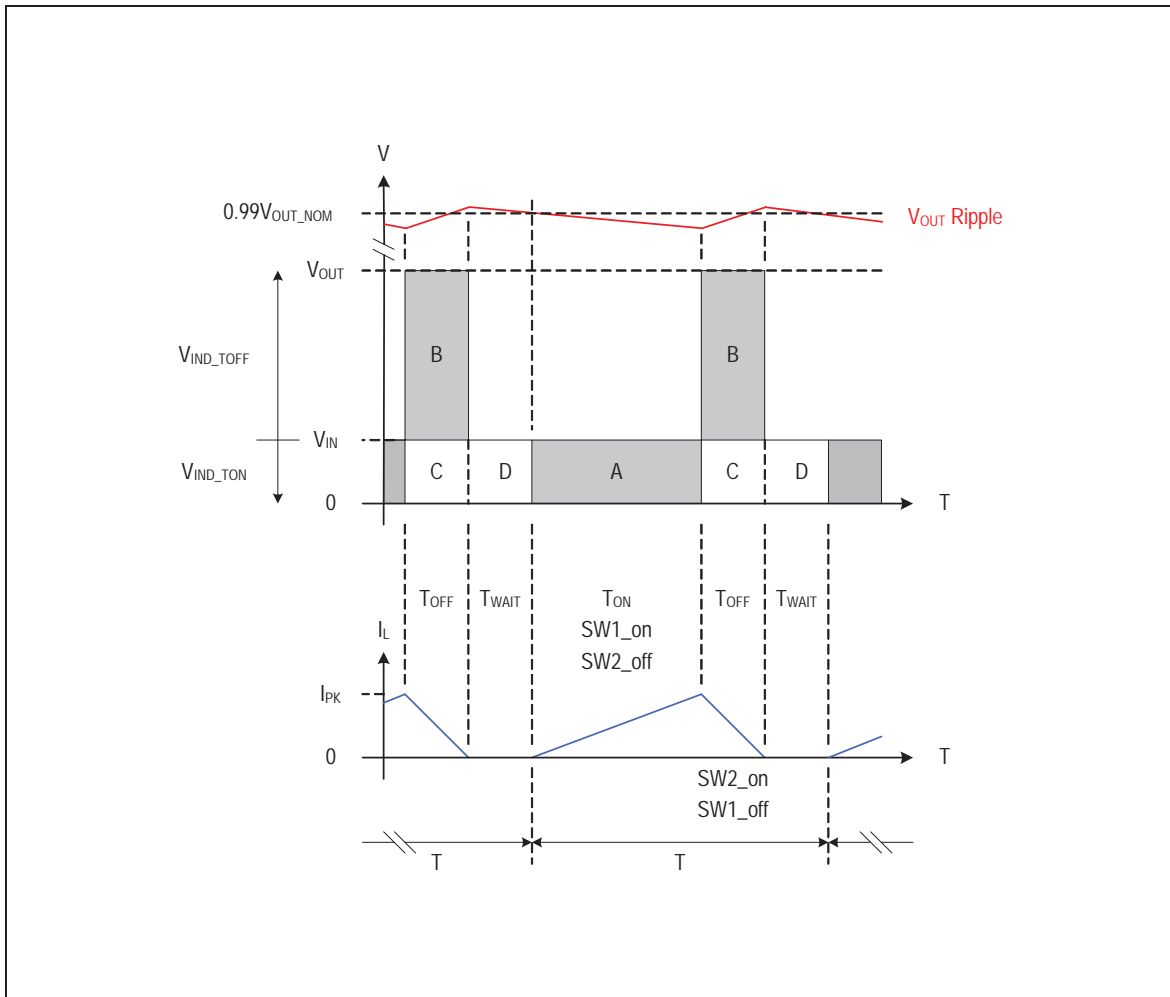 V
0.99VOUT_NOM
VOUT Ripple
VOUT
VIND_TOFF
B
B
VIN
VIND_TON
C
D
A
C
D
0
T
TOFF
TWAIT
TON
TOFF
TWAIT
SW1_on
IL
SW2_off
IPK
0
T
SW2_on
SW1_off
T
T